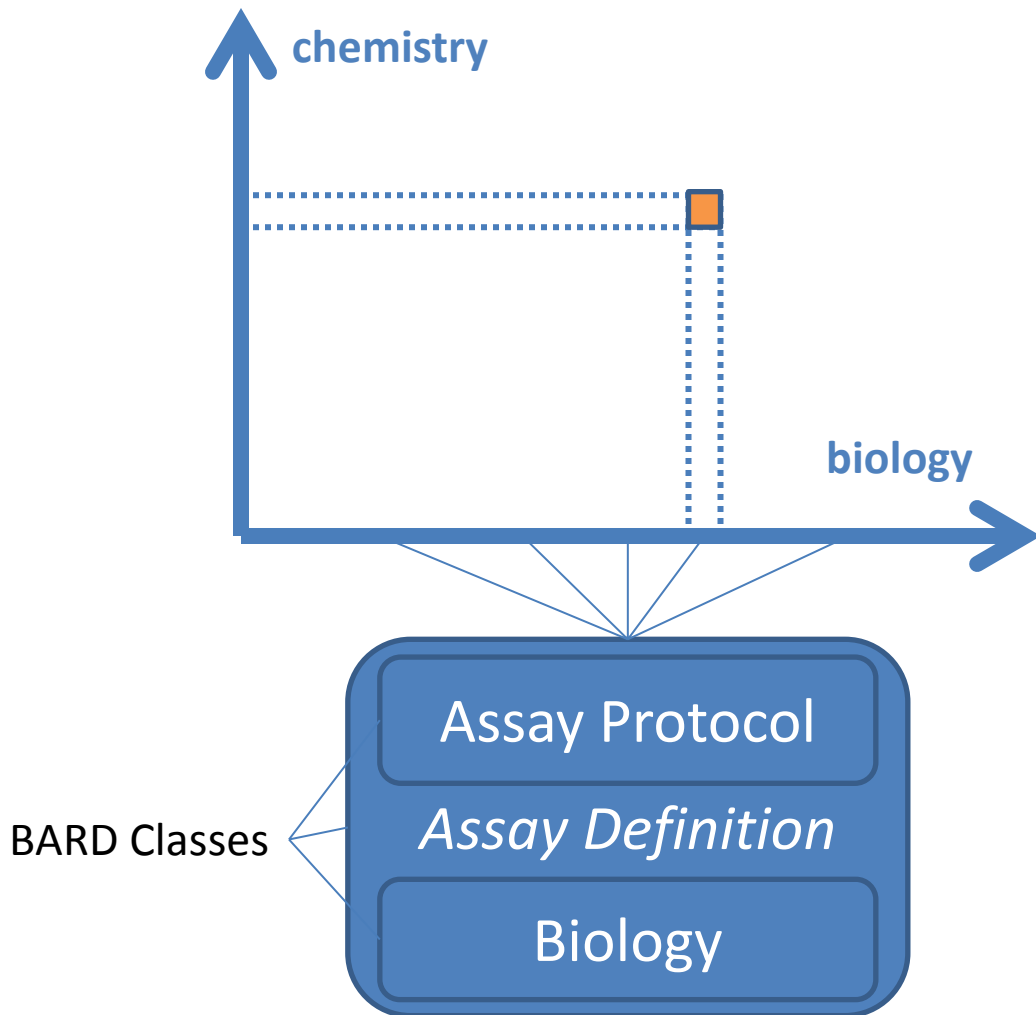 chemistry
biology
Assay Protocol
BARD Classes
Assay Definition
Biology